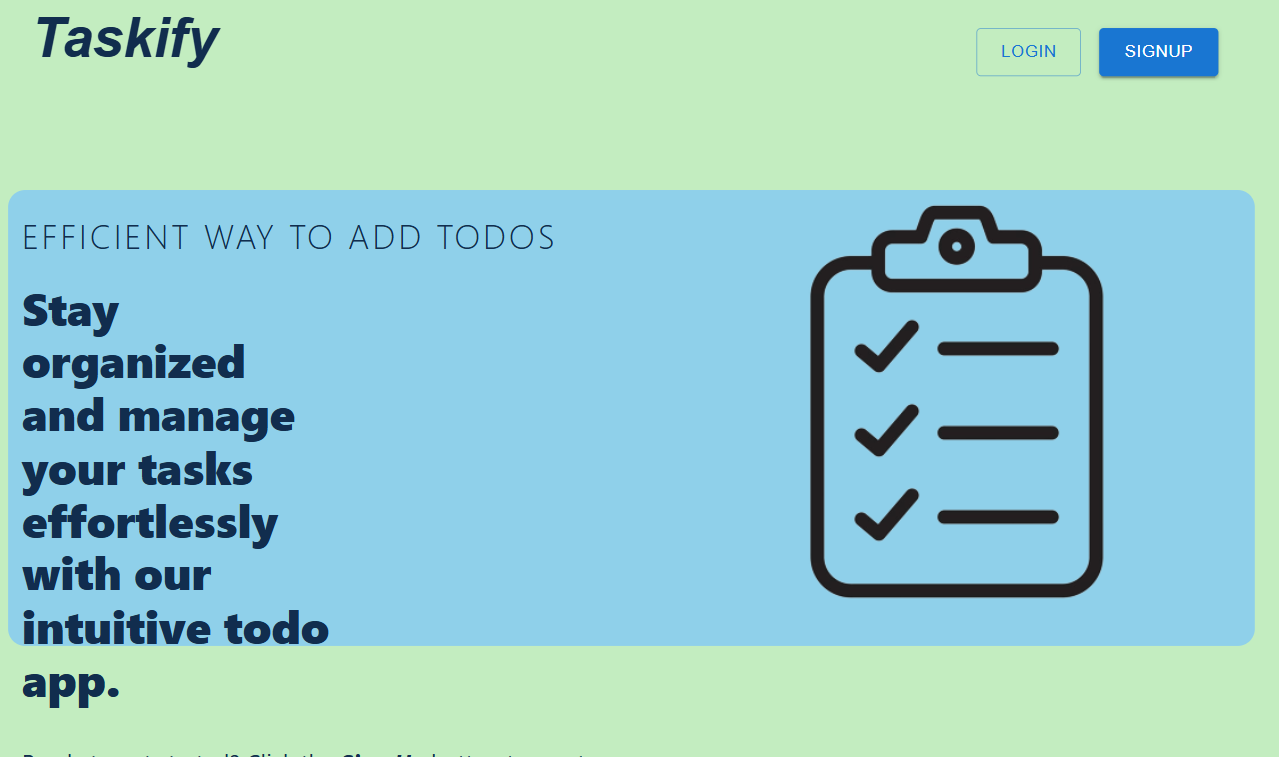 Taskify
LOGIN
SIGNUP
EFFICIENT WAY TO ADD TODOS
Stay
organized
and manage
your tasks
effortlessly
with our
intuitive todo
app.